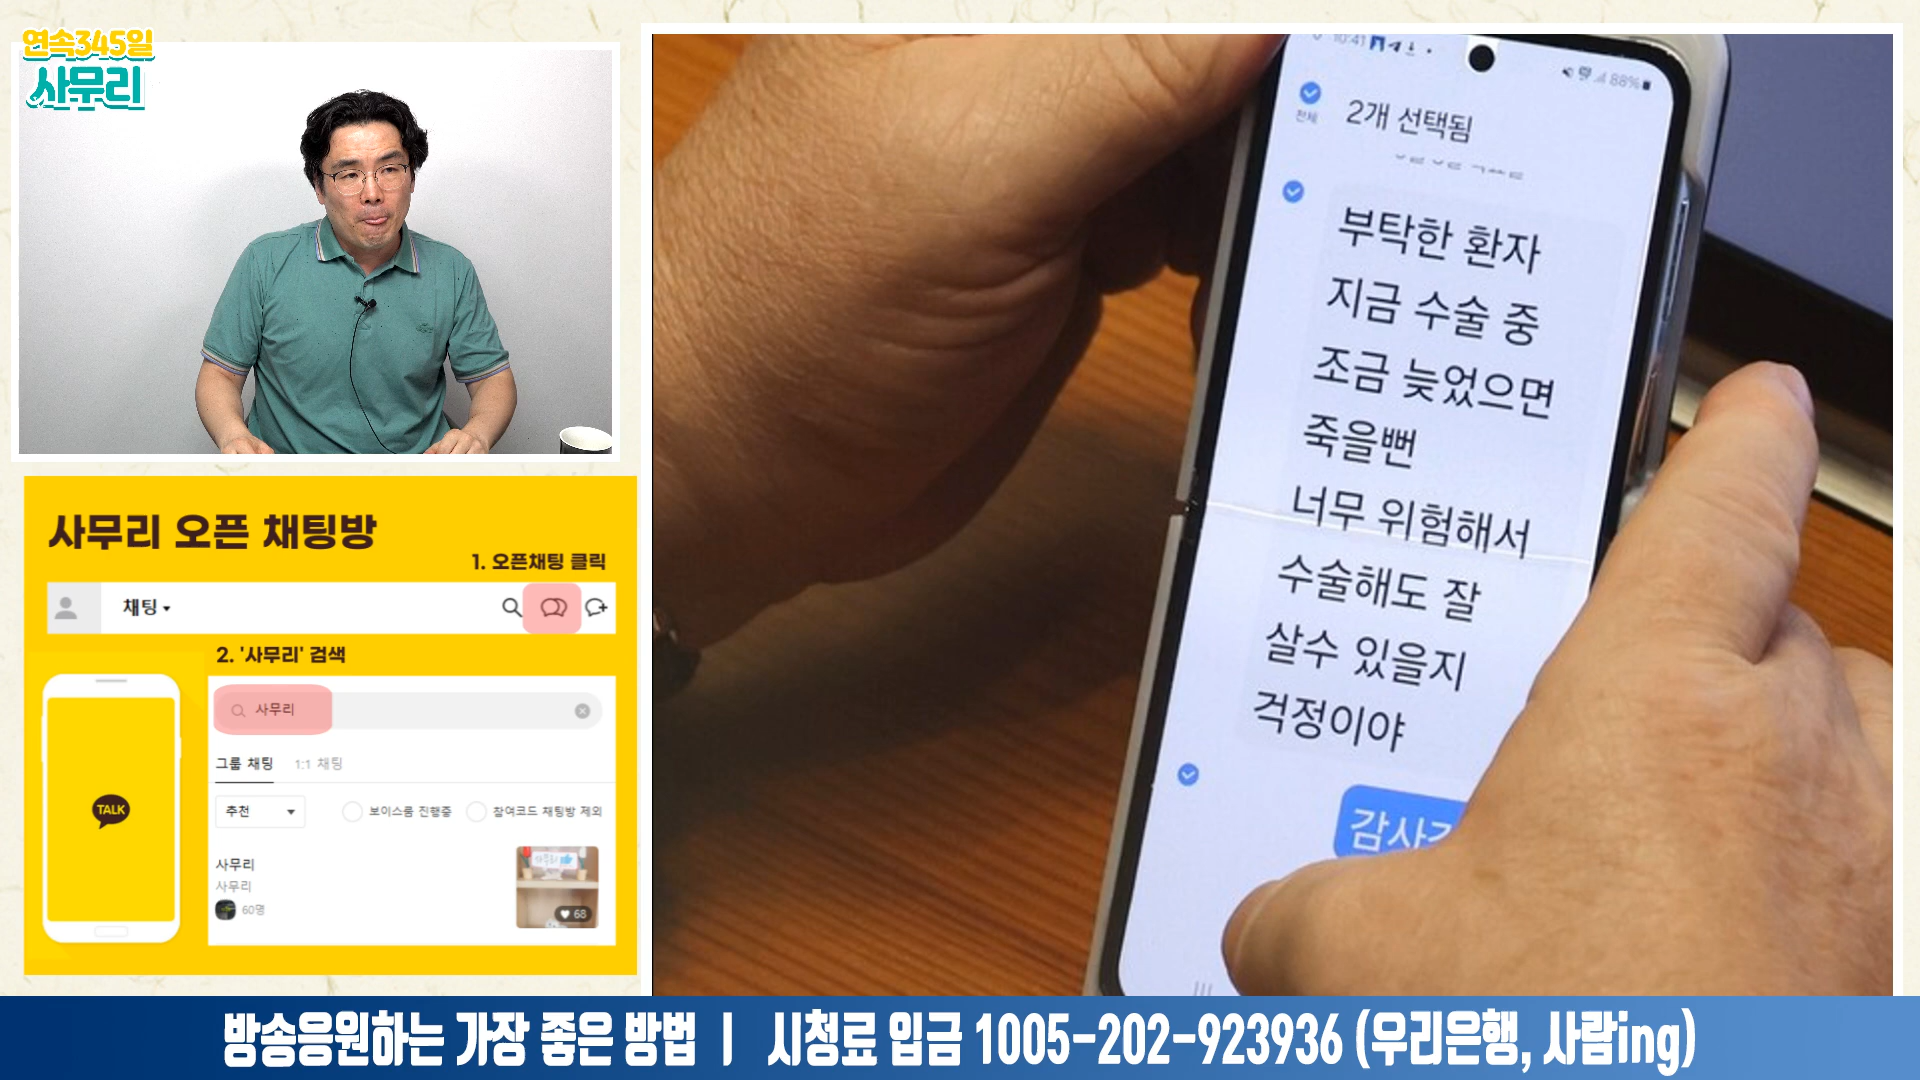 연속345일
사무리
사무리 오픈 채팅방
1. 오픈채팅 클릭
채팅
2. '사무리' 검색
사무리
그룹 채팅 1:1 채팅
추천 보이스룸 진행중 참여코드 채팅방 제외
TALK
사무리
사무리
60명
68
10:41
88%
전체
2개 선택됨
부탁한 환자
지금 수술 중
조금 늦었으면
죽을뻔
너무 위험해서
수술해도 잘
살수 있을지
걱정이야
감사
방송응원하는 가장 좋은 방법 | 시청료 입금 1005-202-923936 (우리은행, 사람ing)